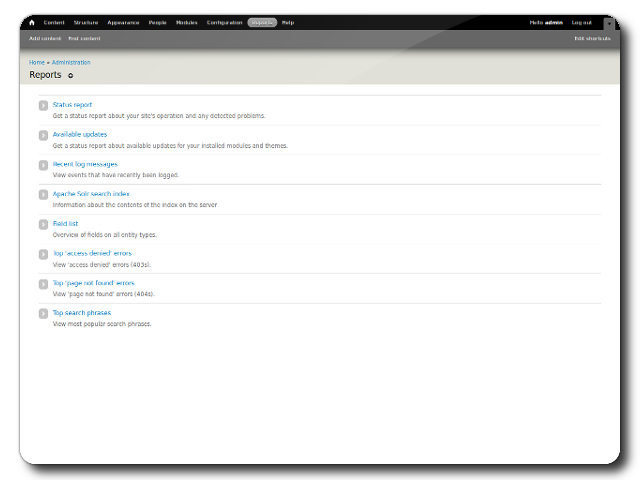 Content Structure Appearance People Modules Configuration Reports Help Hello admin Log out
Add content Find content Edit shortcuts
Home » Administration
Reports
Status report
Get a status report about your site's operation and any detected problems.
Available updates
Get a status report about available updates for your installed modules and themes.
Recent log messages
View events that have recently been logged.
Apache Solr search index
Information about the contents of the index on the server
Field list
Overview of fields on all entity types.
Top 'access denied' errors
View 'access denied' errors (403s).
Top 'page not found' errors
View 'page not found' errors (404s).
Top search phrases
View most popular search phrases.